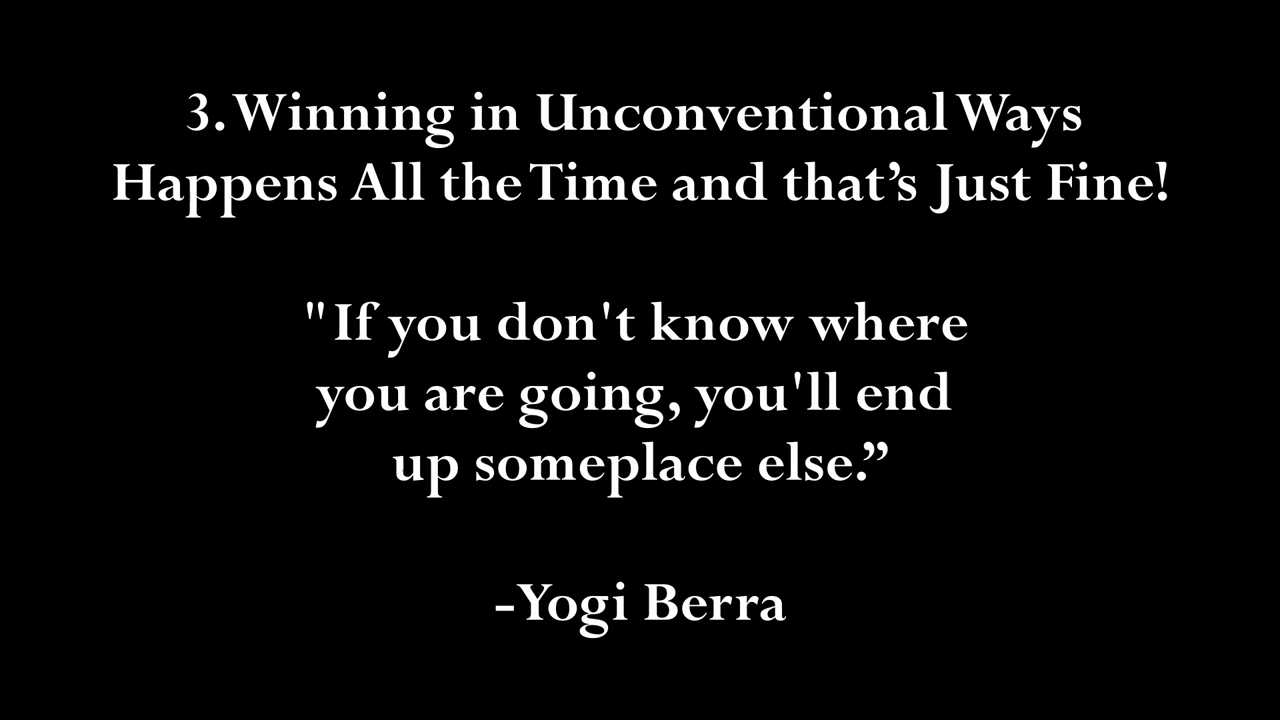 3. Winning in Unconventional Ways
Happens All the Time and that’s Just Fine!
"If you don't know where
you are going, you'll end
up someplace else.”
-Yogi Berra